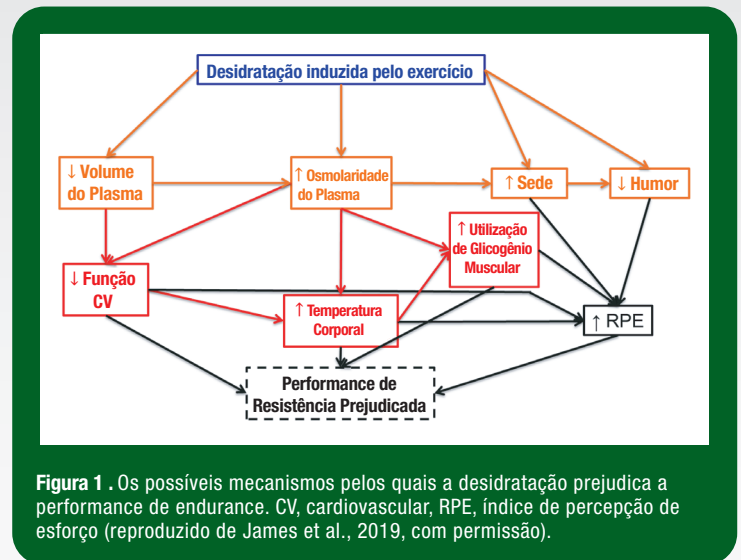 Desidratação induzida pelo exercício
↓ Volume
do Plasma
↑ Osmolaridade
do Plasma
↑ Sede
↓ Humor
↑ Utilização
de Glicogênio
Muscular
↓ Função
CV
↑ Temperatura
Corporal
↑ RPE
Performance de
Resistência Prejudicada
Figura 1 . Os possíveis mecanismos pelos quais a desidratação prejudica a
performance de endurance. CV, cardiovascular, RPE, índice de percepção de
esforço (reproduzido de James et al., 2019, com permissão).